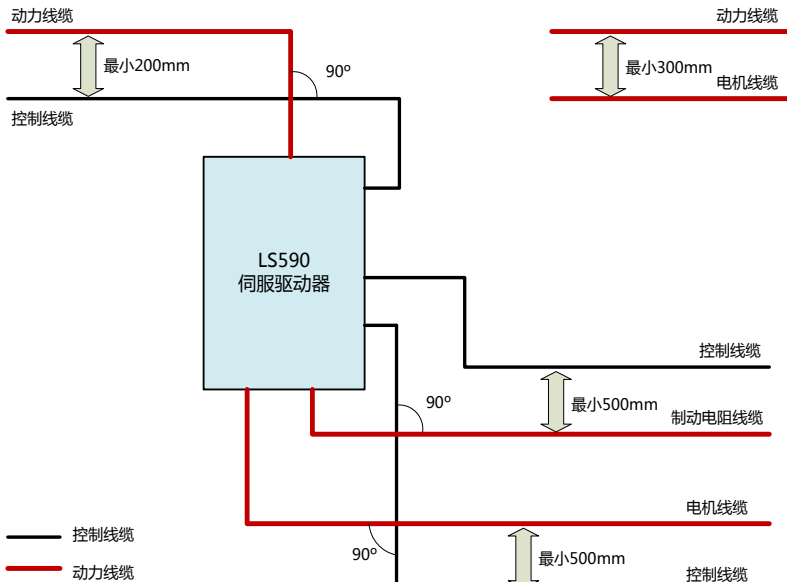 动力线缆
动力线缆
最小200mm
90º
最小300mm
电机线缆
控制线缆
LS590
伺服驱动器
控制线缆
90º
最小500mm
制动电阻线缆
电机线缆
控制线缆
90º
最小500mm
动力线缆
控制线缆